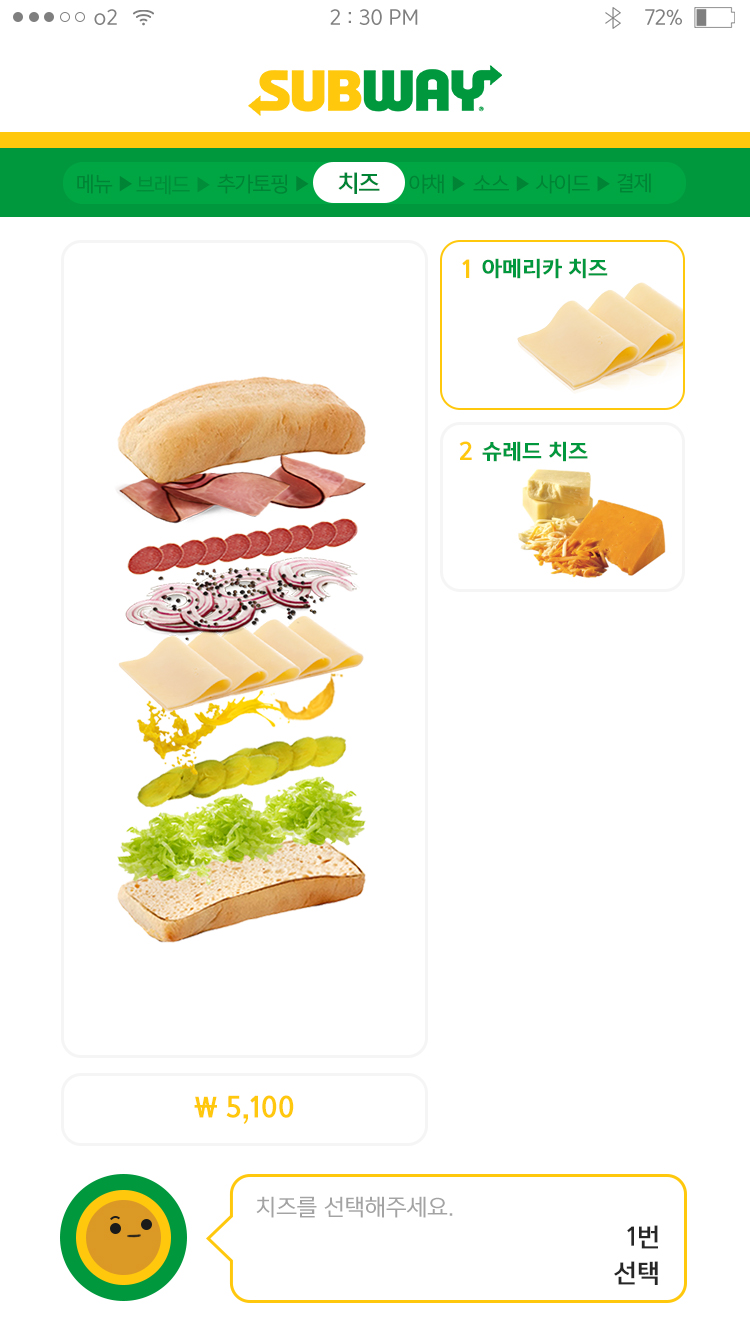 o2 2 : 30 PM 72%
SUBWAY
메뉴 ▶ 브레드 ▶ 추가토핑 ▶ 치즈 야채 ▶ 소스 ▶ 사이드 ▶ 결제
1 아메리카 치즈
2 슈레드 치즈
₩ 5,100
치즈를 선택해주세요.
1번
선택